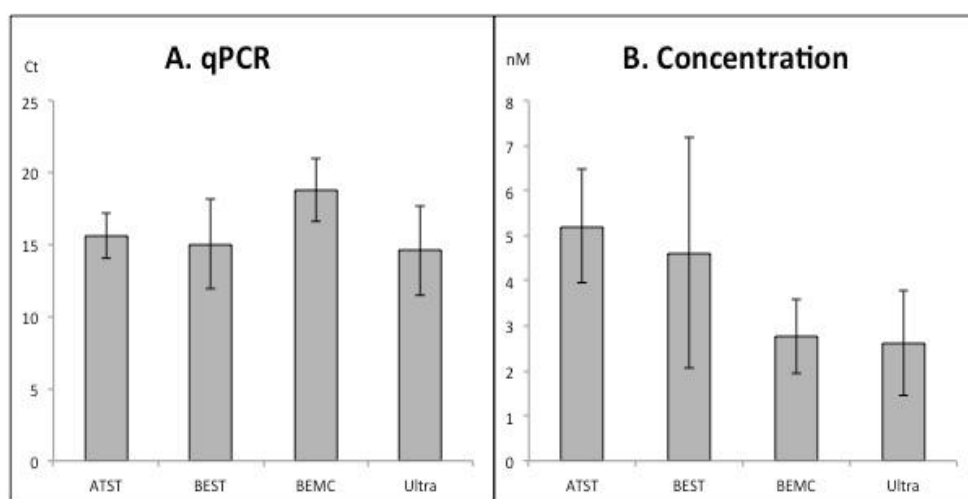 A. qPCR
Ct
25
20
15
10
5
0
ATST BEST BEMC Ultra
B. Concentration
nM
8
7
6
5
4
3
2
1
0
ATST BEST BEMC Ultra